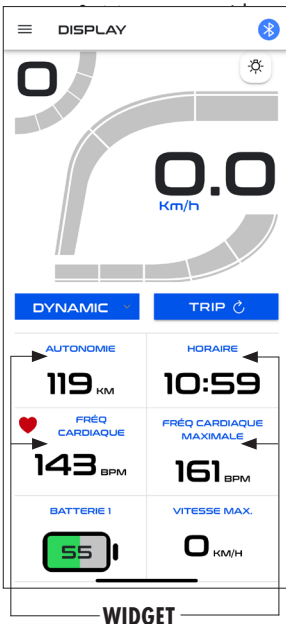 DISPLAY
0
0.0
Km/h
DYNAMIC
TRIP
AUTONOMIE
HORAIRE
119 KM
10:59
FRÉQ
CARDIAQUE
FRÉQ CARDIAQUE
MAXIMALE
143 BPM
161 BPM
BATTERIE 1
VITESSE MAX.
55
0 KM/H
WIDGET